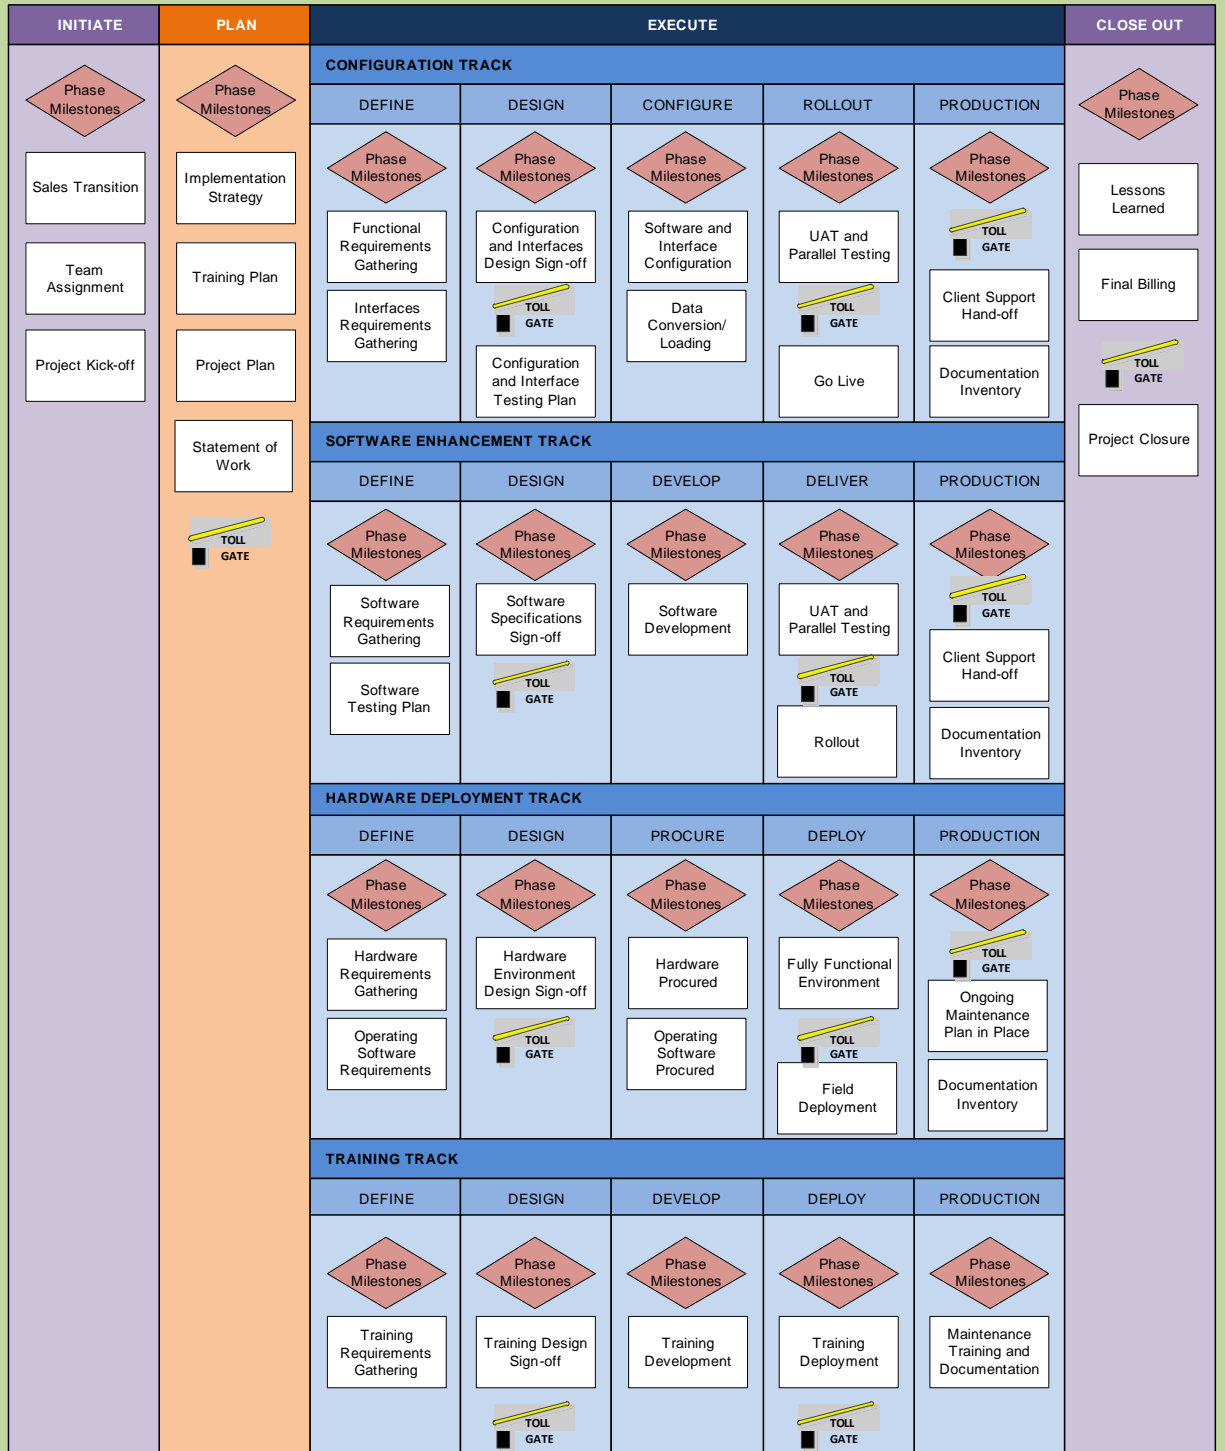 INITIATE
PLAN
EXECUTE
CLOSE OUT
Phase
Milestones
Sales Transition
Team
Assignment
Project Kick-off
Phase
Milestones
Implementation
Strategy
Training Plan
Project Plan
Statement of
Work
TOLL
GATE
CONFIGURATION TRACK
DEFINE
DESIGN
CONFIGURE
ROLLOUT
PRODUCTION
Phase
Milestones
Functional
Requirements
Gathering
Interfaces
Requirements
Gathering
Phase
Milestones
Configuration
and Interfaces
Design Sign-off
TOLL
GATE
Configuration
and Interface
Testing Plan
Phase
Milestones
Software and
Interface
Configuration
Data
Conversion/
Loading
Phase
Milestones
UAT and
Parallel Testing
TOLL
GATE
Go Live
Phase
Milestones
TOLL
GATE
Client Support
Hand-off
Documentation
Inventory
SOFTWARE ENHANCEMENT TRACK
DEFINE
DESIGN
DEVELOP
DELIVER
PRODUCTION
Phase
Milestones
Software
Requirements
Gathering
Software
Testing Plan
Phase
Milestones
Software
Specifications
Sign-off
TOLL
GATE
Phase
Milestones
Software
Development
Phase
Milestones
UAT and
Parallel Testing
TOLL
GATE
Rollout
Phase
Milestones
TOLL
GATE
Client Support
Hand-off
Documentation
Inventory
HARDWARE DEPLOYMENT TRACK
DEFINE
DESIGN
PROCURE
DEPLOY
PRODUCTION
Phase
Milestones
Hardware
Requirements
Gathering
Operating
Software
Requirements
Phase
Milestones
Hardware
Environment
Design Sign-off
TOLL
GATE
Phase
Milestones
Hardware
Procured
Operating
Software
Procured
Phase
Milestones
Fully Functional
Environment
TOLL
GATE
Field
Deployment
Phase
Milestones
TOLL
GATE
Ongoing
Maintenance
Plan in Place
Documentation
Inventory
TRAINING TRACK
DEFINE
DESIGN
DEVELOP
DEPLOY
PRODUCTION
Phase
Milestones
Training
Requirements
Gathering
Phase
Milestones
Training Design
Sign-off
TOLL
GATE
Phase
Milestones
Training
Development
Phase
Milestones
Training
Deployment
TOLL
GATE
Phase
Milestones
Maintenance
Training and
Documentation
Phase
Milestones
Lessons
Learned
Final Billing
TOLL
GATE
Project Closure